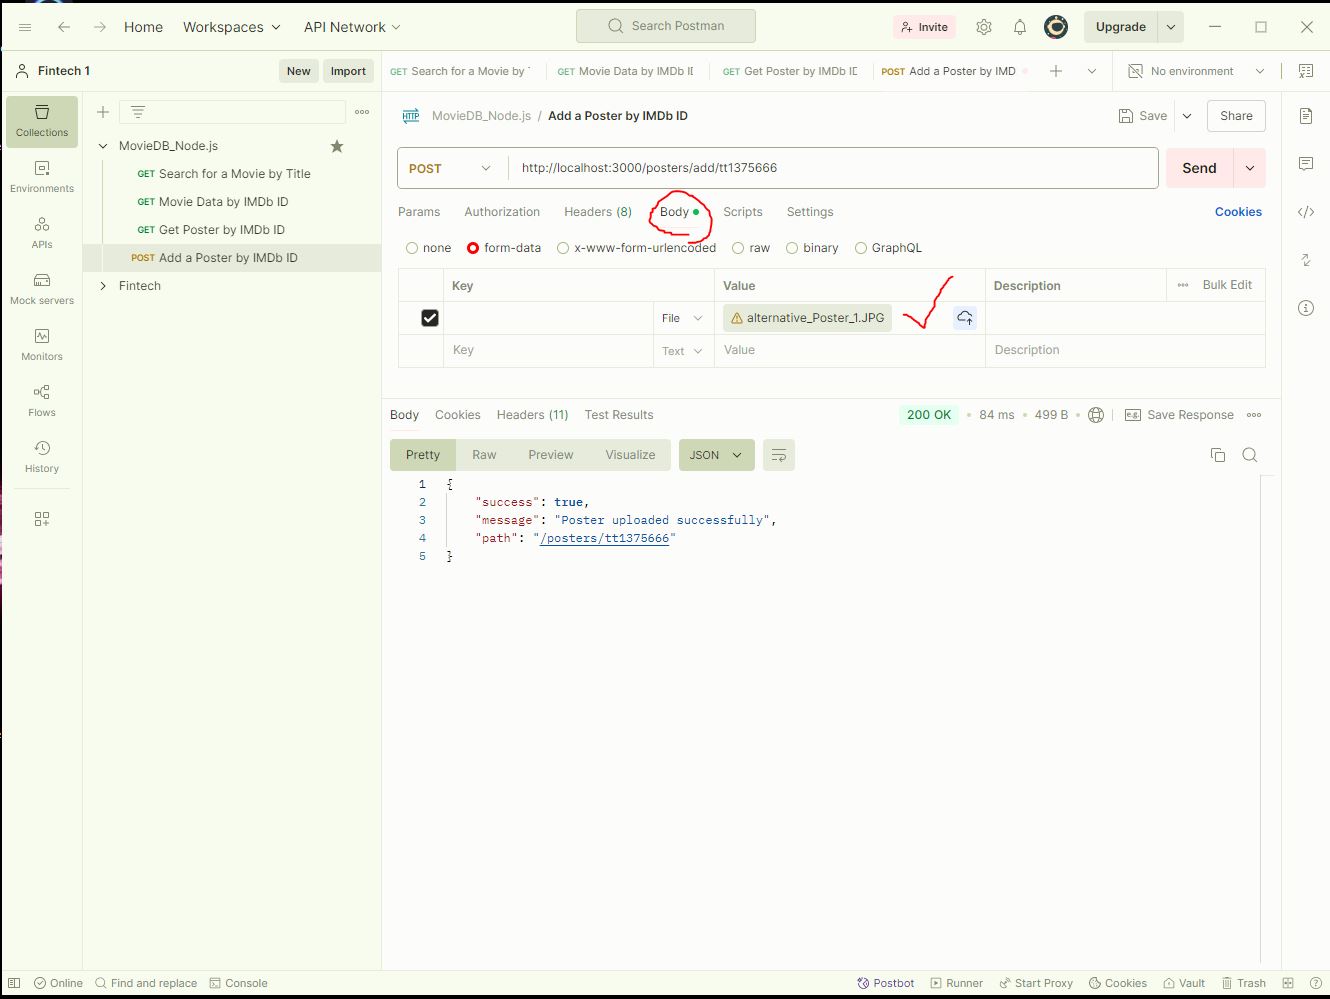 Home Workspaces API Network Search Postman Invite Upgrade
Fintech 1 New Import GET Search for a Movie by T GET Movie Data by IMDb ID GET Get Poster by IMDb ID POST Add a Poster by IMD No environment
Collections
Environments
APIs
Mock servers
Monitors
Flows
History
MovieDB_Node.js
GET Search for a Movie by Title
GET Movie Data by IMDb ID
GET Get Poster by IMDb ID
POST Add a Poster by IMDb ID
Fintech
HTTP MovieDB_Node.js / Add a Poster by IMDb ID Save Share
POST http://localhost:3000/posters/add/tt1375666 Send
Params Authorization Headers (8) Body Scripts Settings Cookies
none form-data x-www-form-urlencoded raw binary GraphQL
Key Value Description Bulk Edit
File alternative_Poster_1.JPG
Key Text Value Description
Body Cookies Headers (11) Test Results 200 OK 84 ms 499 B e.g. Save Response
Pretty Raw Preview Visualize JSON
1 {
2 "success": true,
3 "message": "Poster uploaded successfully",
4 "path": "/posters/tt1375666"
5 }
Online Find and replace Console Postbot Runner Start Proxy Cookies Vault Trash